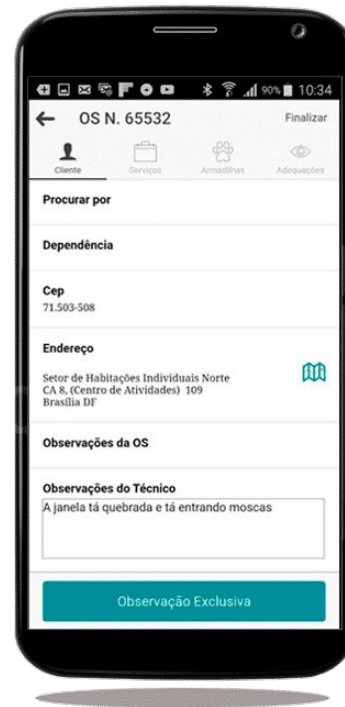 90% 10:34
OS N. 65532 Finalizar
Cliente Serviços Armadilhas Adequações
Procurar por
Dependência
Cep
71.503-508
Endereço
Setor de Habitações Individuais Norte
CA 8, (Centro de Atividades) 109
Brasília DF
Observações da OS
Observações do Técnico
A janela tá quebrada e tá entrando moscas
Observação Exclusiva